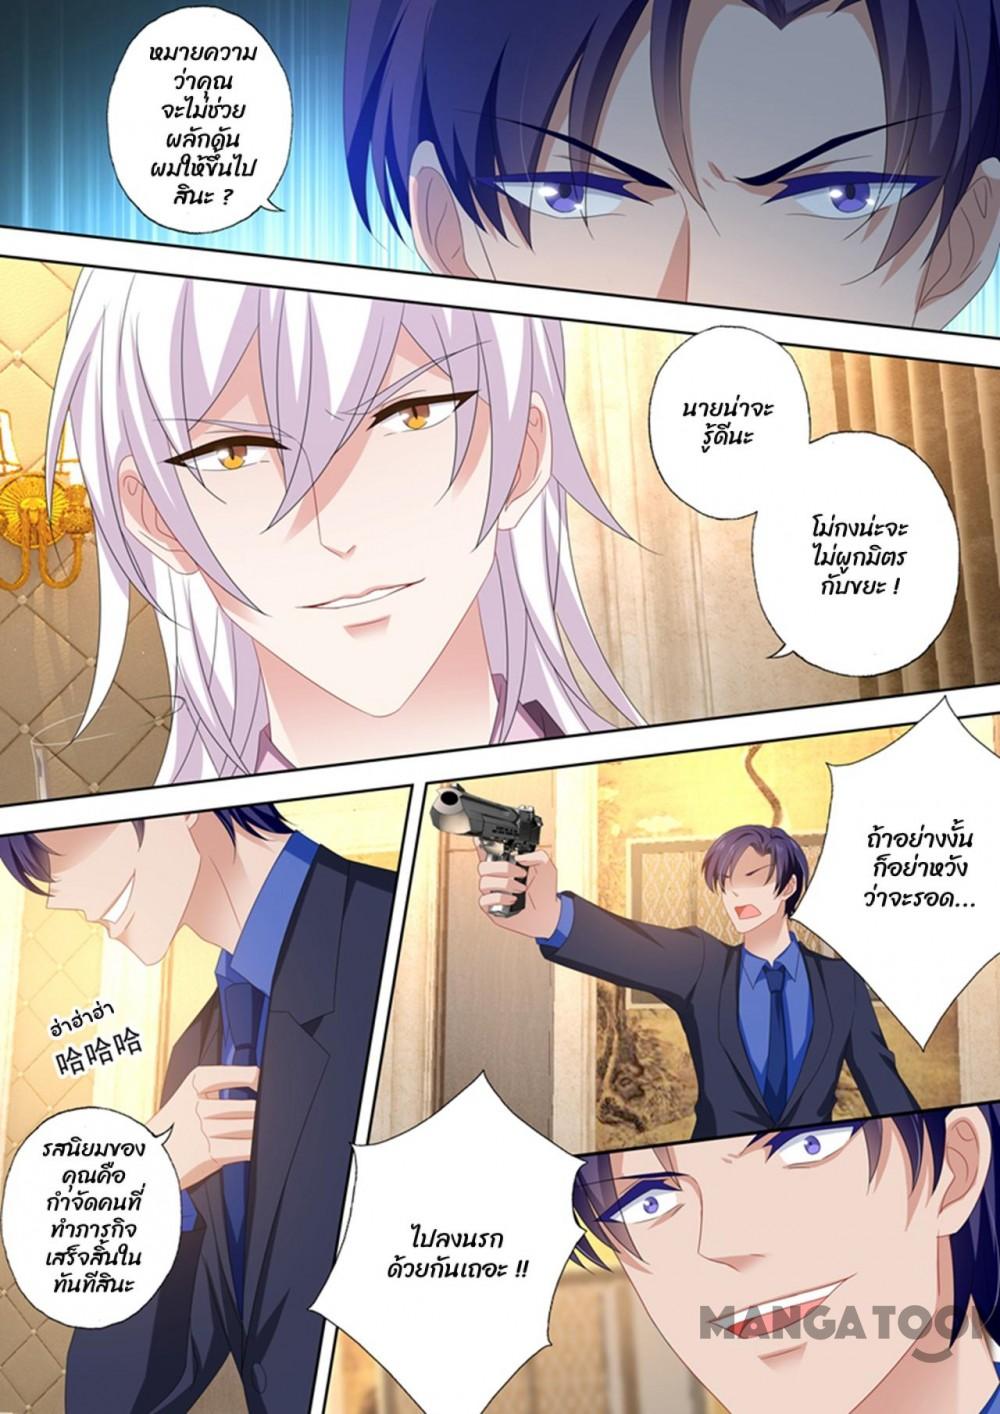 หมายความ
ว่าคุณ
จะไม่ช่วย
ผลักดัน
ผมให้ขึ้นไป
สินะ ?
นายน่าจะ
รู้ดีนะ
โม่กงน่ะจะ
ไม่ผูกมิตร
กับขยะ !
ฮ่าฮ่าฮ่า
哈哈哈
รสนิยมของ
คุณคือ
กำจัดคนที่
ทำภารกิจ
เสร็จสิ้นใน
ทันทีสินะ
ถ้าอย่างงั้น
ก็อย่าหวัง
ว่าจะรอด...
ไปลงนรก
ด้วยกันเถอะ !!
MANGATOON